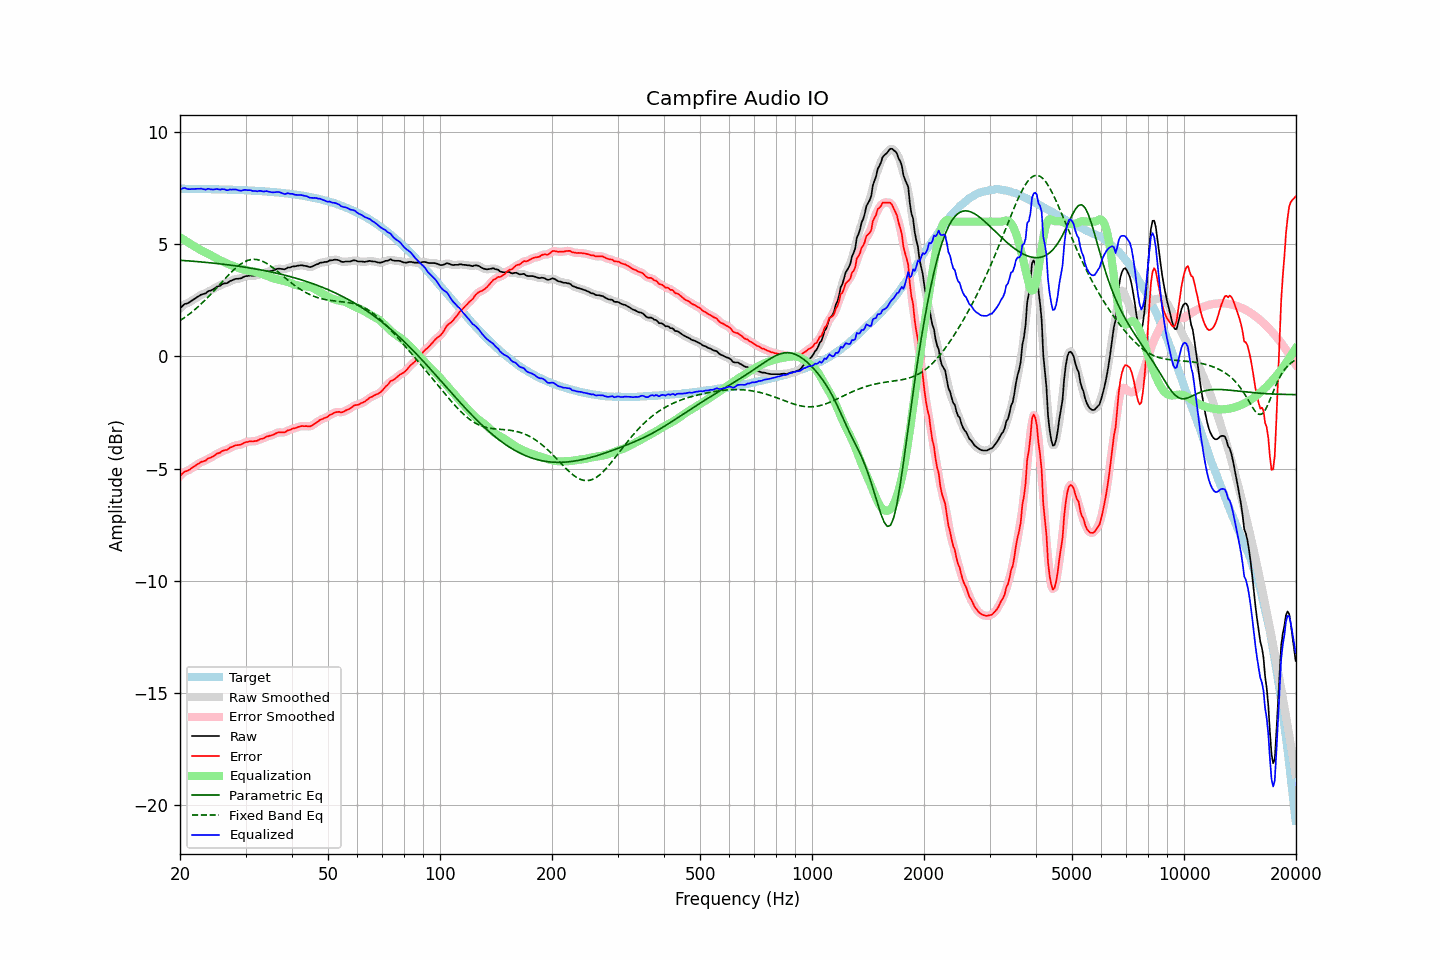 Campfire Audio IO
10
5
0
−5
−10
−15
−20
Amplitude (dBr)
Target
Raw Smoothed
Error Smoothed
Raw
Error
Equalization
Parametric Eq
Fixed Band Eq
Equalized
20 50 100 200 500 1000 2000 5000 10000 20000
Frequency (Hz)